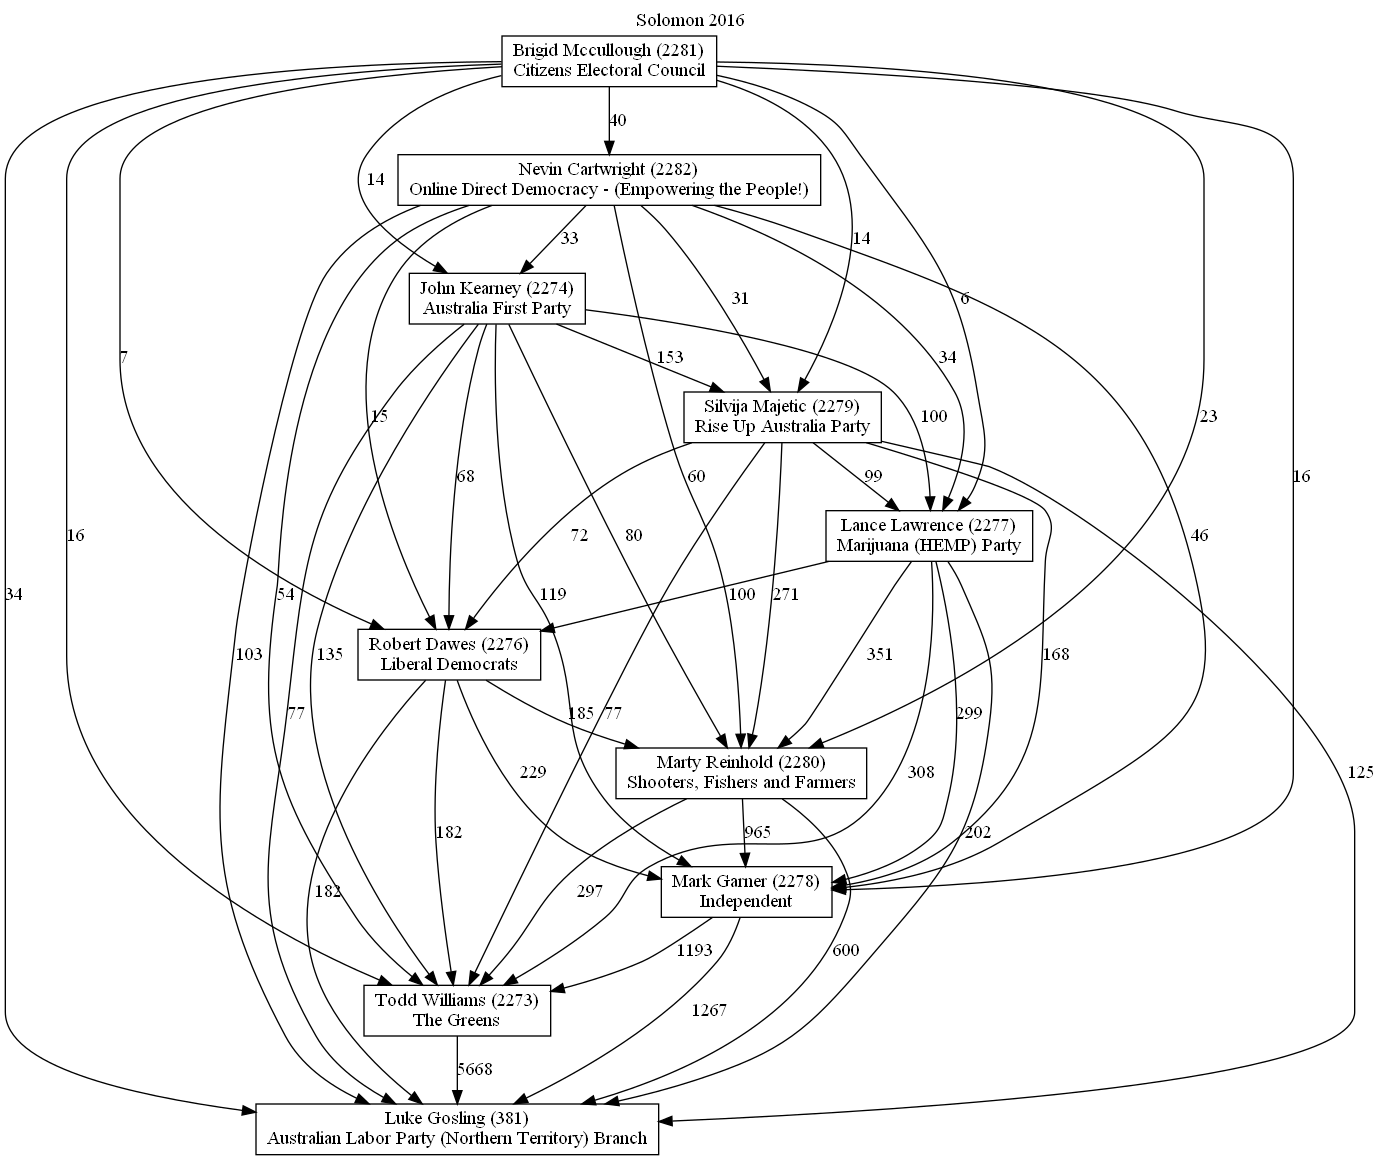 Solomon 2016
Brigid Mccullough (2281)
Citizens Electoral Council
40
Nevin Cartwright (2282)
Online Direct Democracy - (Empowering the People!)
14
33
14
John Kearney (2274)
Australia First Party
31
6
7
153
34
15
Silvija Majetic (2279)
Rise Up Australia Party
100
23
68
60
99
16
Lance Lawrence (2277)
Marijuana (HEMP) Party
16
72
80
46
34
54
119
100
271
Robert Dawes (2276)
Liberal Democrats
103
135
351
168
77
185
77
299
Marty Reinhold (2280)
Shooters, Fishers and Farmers
229
308
125
182
965
202
Mark Garner (2278)
Independent
182
297
1193
600
Todd Williams (2273)
The Greens
1267
5668
Luke Gosling (381)
Australian Labor Party (Northern Territory) Branch